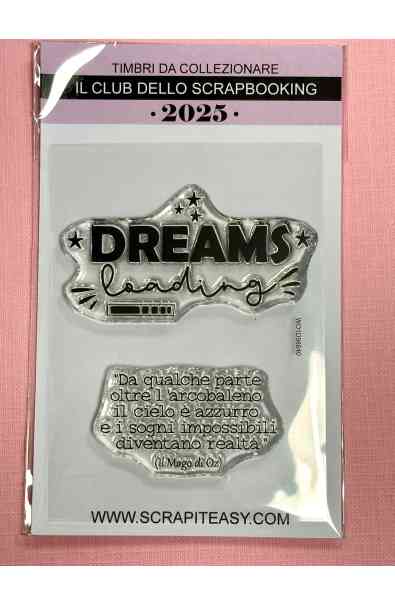 TIMBRI DA COLLEZIONARE
IL CLUB DELLO SCRAPBOOKING
·2025·
DREAMS
loading
"Da qualche parte
oltre l'arcobaleno
il cielo è azzurro
e i sogni impossibili
diventano realtà."
(il Mago di Oz)
WWW.SCRAPITEASY.COM